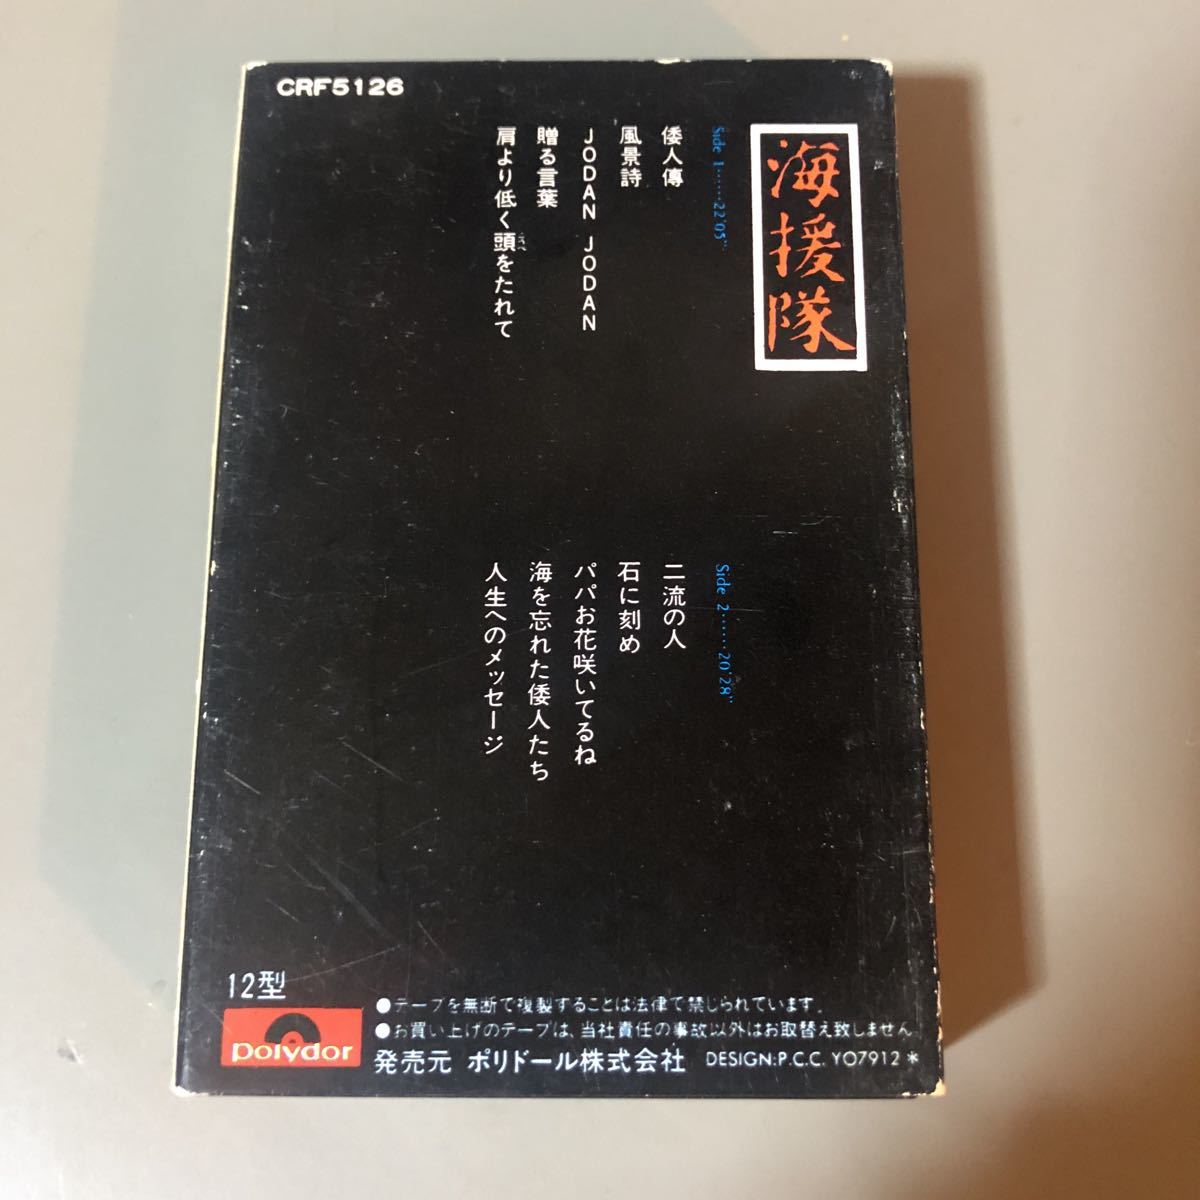 CRF5126
海援隊
Side 1……22'05"
倭人傳
風景詩
JODAN JODAN
贈る言葉
肩より低く頭をたれて
こうべ
Side 2……20'28"
二流の人
石に刻め
パパお花咲いてるね
海を忘れた倭人たち
人生へのメッセージ
12型
polydor
●テープを無断で複製することは法律で禁じられています。
●お買い上げのテープは、当社責任の事故以外はお取替え致しません
発売元 ポリドール株式会社 DESIGN:P.C.C. YO7912*